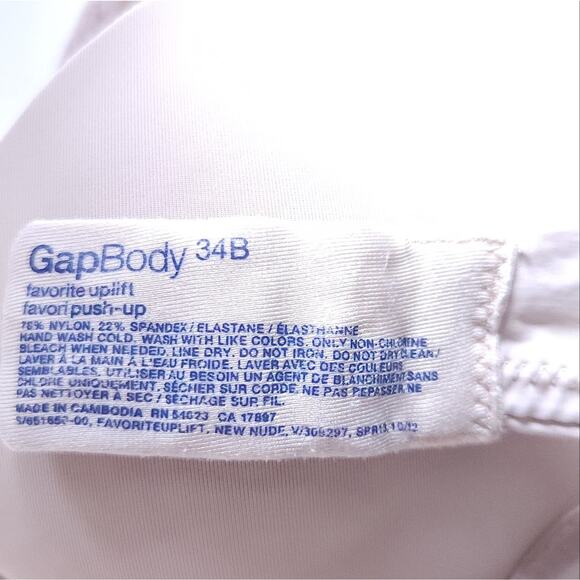 GapBody 34B
favorite uplift
favori push-up
78% NYLON, 22% SPANDEX / ELASTANE / ÉLASTHANNE
HAND WASH COLD. WASH WITH LIKE COLORS. ONLY NON-CHLORINE
BLEACH WHEN NEEDED. LINE DRY. DO NOT IRON. DO NOT DRY CLEAN /
LAVER À LA MAIN À L'EAU FROIDE. LAVER AVEC DES COULEURS
SEMBLABLES. UTILISER AU BESOIN UN AGENT DE BLANCHIMENT SANS
CHLORE UNIQUEMENT. SÉCHER SUR CORDE. NE PAS REPASSER. NE
PAS NETTOYER À SEC / SÉCHAGE SUR FIL.
MADE IN CAMBODIA RN 54023 CA 17897
FAVORITEUPLIFT, NEW NUDE, V/308297,